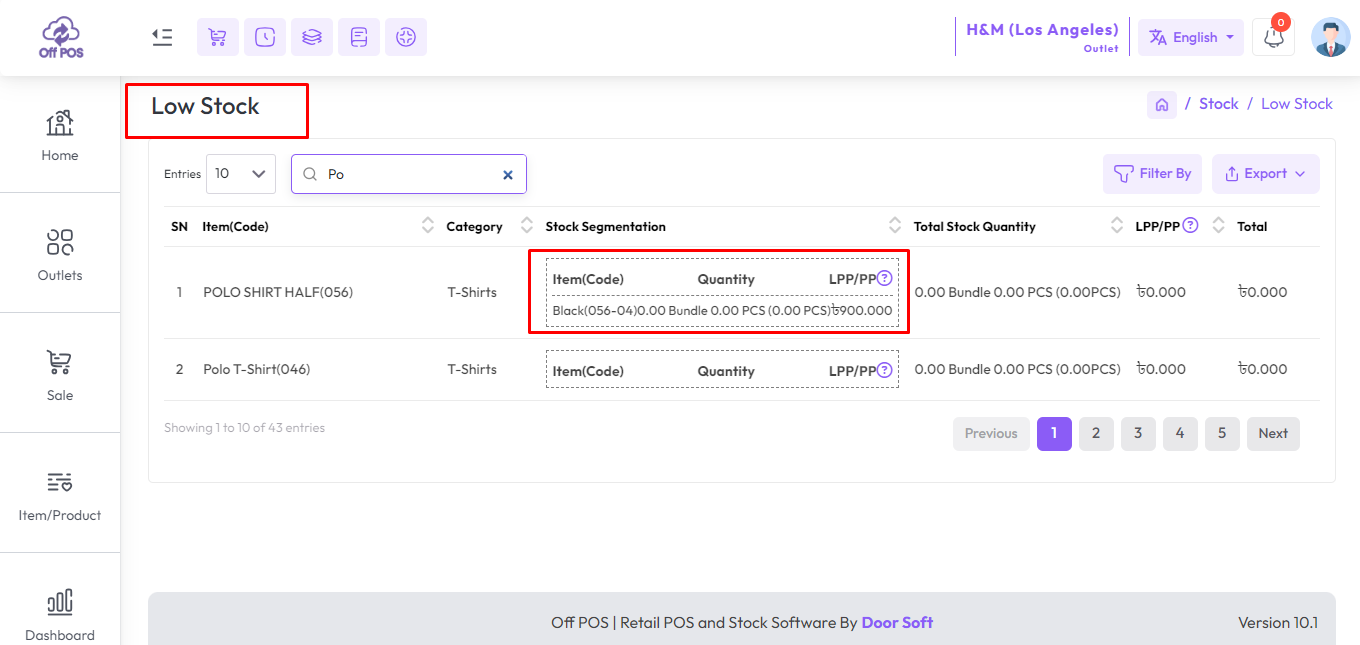 Off POS
H&M (Los Angeles)
Outlet
English
0
Low Stock
/ Stock / Low Stock
Home
Outlets
Sale
Item/Product
Dashboard
Entries 10 Po
Filter By Export
SN Item(Code) Category Stock Segmentation Total Stock Quantity LPP/PP? Total
Item(Code) Quantity LPP/PP?
1 POLO SHIRT HALF(056) T-Shirts 0.00 Bundle 0.00 PCS (0.00PCS) ৳0.000 ৳0.000
Black(056-04)0.00 Bundle 0.00 PCS (0.00 PCS)৳900.000
2 Polo T-Shirt(046) T-Shirts Item(Code) Quantity LPP/PP? 0.00 Bundle 0.00 PCS (0.00PCS) ৳0.000 ৳0.000
Showing 1 to 10 of 43 entries
Previous 1 2 3 4 5 Next
Off POS | Retail POS and Stock Software By Door Soft
Version 10.1